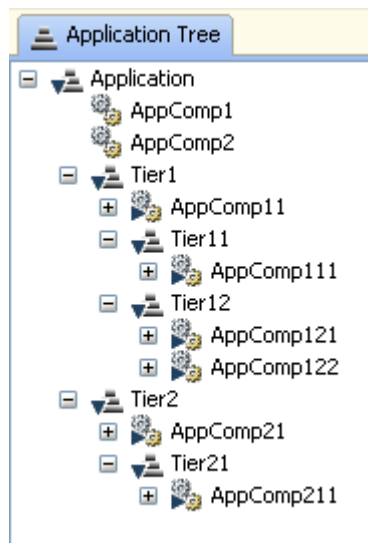 Application Tree
Application
AppComp1
AppComp2
Tier1
AppComp11
Tier11
AppComp111
Tier12
AppComp121
AppComp122
Tier2
AppComp21
Tier21
AppComp211